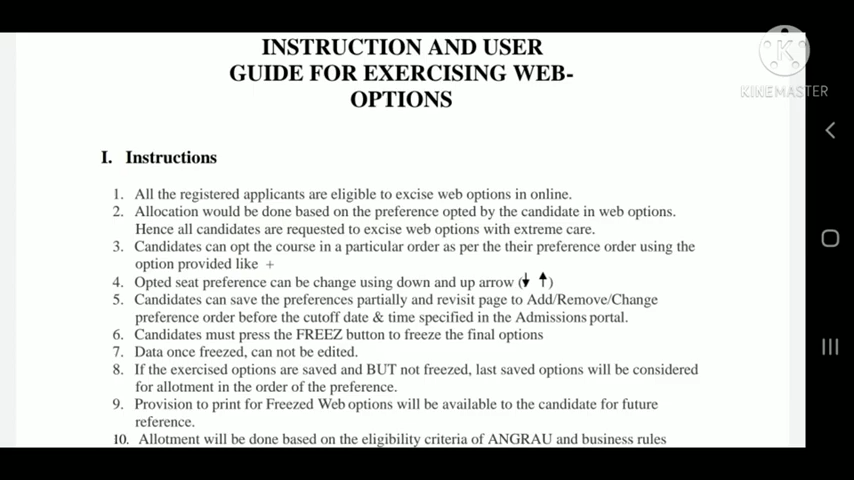 INSTRUCTION AND USER
GUIDE FOR EXERCISING WEB-
OPTIONS
KINEMASTER
I. Instructions
1. All the registered applicants are eligible to excise web options in online.
2. Allocation would be done based on the preference opted by the candidate in web options.
Hence all candidates are requested to excise web options with extreme care.
3. Candidates can opt the course in a particular order as per the their preference order using the
option provided like +
4. Opted seat preference can be change using down and up arrow (↓ ↑)
5. Candidates can save the preferences partially and revisit page to Add/Remove/Change
preference order before the cutoff date & time specified in the Admissions portal.
6. Candidates must press the FREEZ button to freeze the final options
7. Data once freezed, can not be edited.
8. If the exercised options are saved and BUT not freezed, last saved options will be considered
for allotment in the order of the preference.
9. Provision to print for Freezed Web options will be available to the candidate for future
reference.
10. Allotment will be done based on the eligibility criteria of ANGRAU and business rules